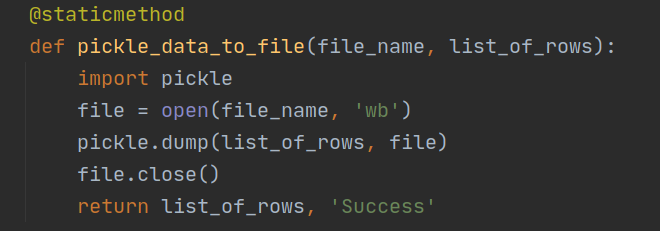 @staticmethod
def pickle_data_to_file(file_name, list_of_rows):
    import pickle
    file = open(file_name, 'wb')
    pickle.dump(list_of_rows, file)
    file.close()
    return list_of_rows, 'Success'